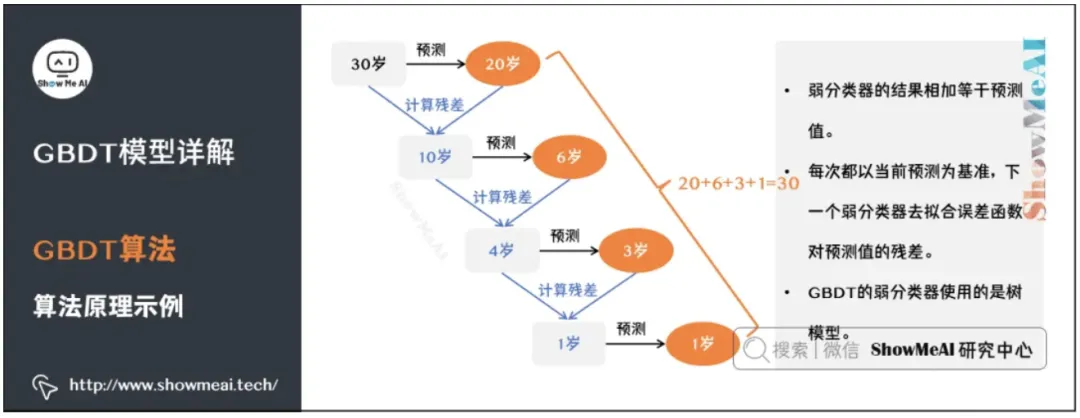 AI
Show Me AI
GBDT模型详解
GBDT算法
算法原理示例
http://www.showmeai.tech/
30岁
预测
20岁
计算残差
10岁
预测
6岁
计算残差
4岁
预测
3岁
计算残差
1岁
预测
1岁
20+6+3+1=30
ShowMeAI
• 弱分类器的结果相加等于预测
值。
• 每次都以当前预测为基准，下
一个弱分类器去拟合误差函数
对预测值的残差。
• GBDT的弱分类器使用的是树
模型。
ShowMeAI
搜索 | 微信 ShowMeAI 研究中心